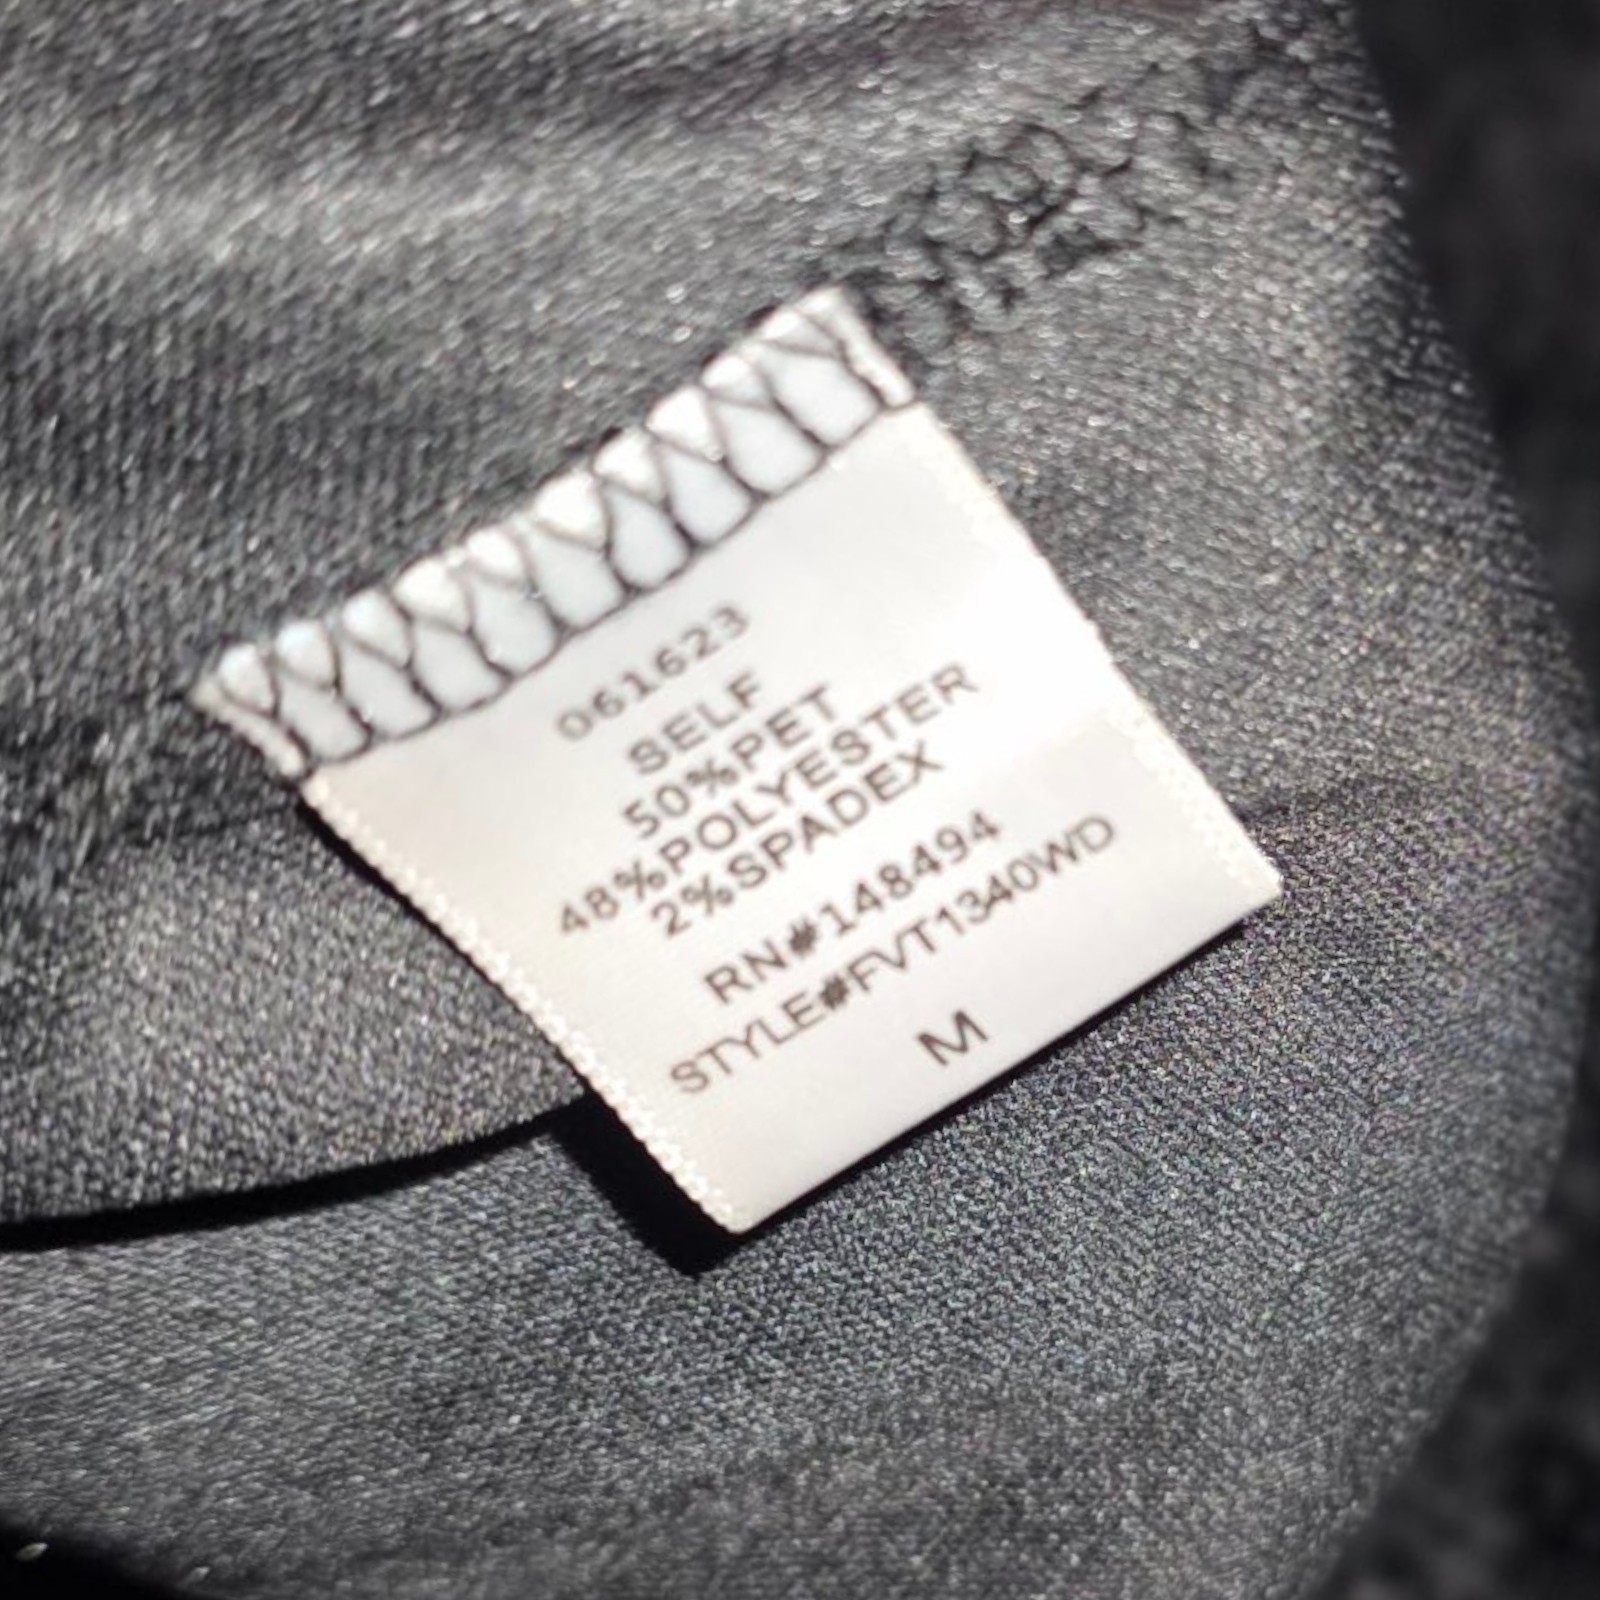 061623
SELF
50%PET
48%POLYESTER
2%SPADEX
RN#148494
STYLE#FVT1340WD
M